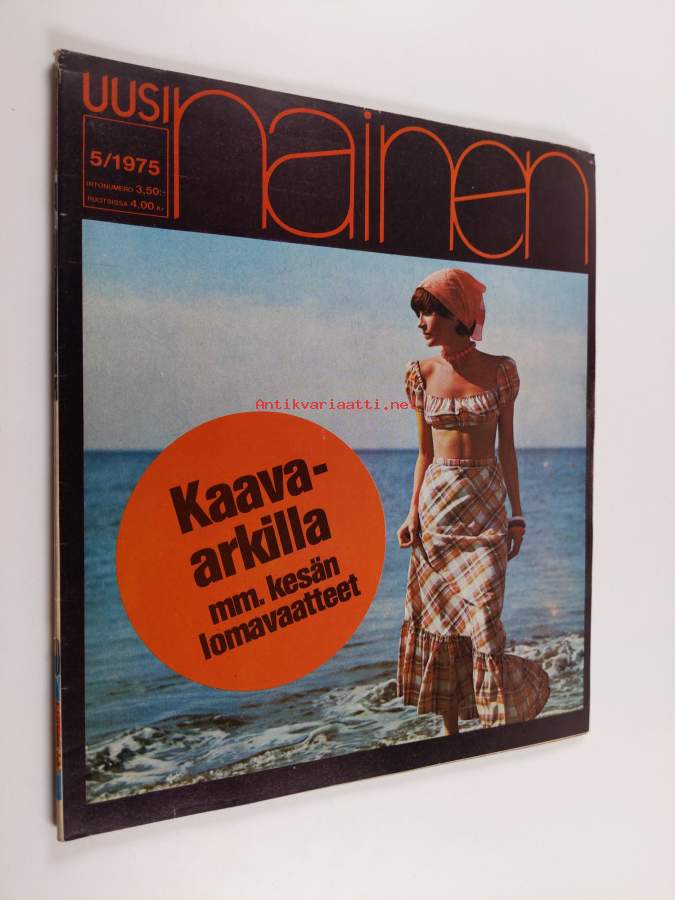 UUSI nainen
5/1975
IRTONUMERO 3,50:-
RUOTSISSA 4,00 Kr
Antikvariaatti.net
Kaava-
arkilla
mm. kesän
lomavaatteet